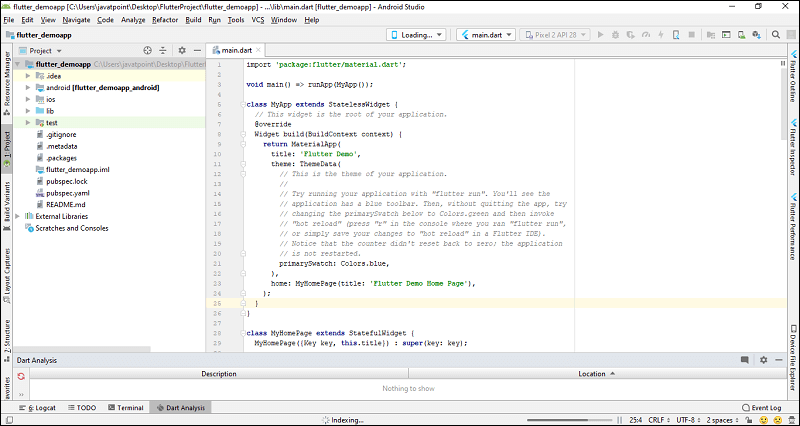 flutter_demoapp [C:\Users\javatpoint\Desktop\FlutterProject\flutter_demoapp] - ...\lib\main.dart [flutter_demoapp] - Android Studio
File Edit View Navigate Code Analyze Refactor Build Run Tools VCS Window Help
flutter_demoapp
Loading...
main.dart
Pixel 2 API 28
Resource Manager
1: Project
Build Variants
Layout Captures
7: Structure
Project
flutter_demoapp C:\Users\javatpoint\Desktop\Flutter
.idea
android [flutter_demoapp_android]
ios
lib
test
.gitignore
.metadata
.packages
flutter_demoapp.iml
pubspec.lock
pubspec.yaml
README.md
External Libraries
Scratches and Consoles
main.dart
1 import 'package:flutter/material.dart';
2
3 void main() => runApp(MyApp());
4
5 class MyApp extends StatelessWidget {
6 // This widget is the root of your application.
7 @override
8 Widget build(BuildContext context) {
9 return MaterialApp(
10 title: 'Flutter Demo',
11 theme: ThemeData(
12 // This is the theme of your application.
13 //
14 // Try running your application with "flutter run". You'll see the
15 // application has a blue toolbar. Then, without quitting the app, try
16 // changing the primarySwatch below to Colors.green and then invoke
17 // "hot reload" (press "r" in the console where you ran "flutter run",
18 // or simply save your changes to "hot reload" in a Flutter IDE).
19 // Notice that the counter didn't reset back to zero; the application
20 // is not restarted.
21 primarySwatch: Colors.blue,
22 ),
23 home: MyHomePage(title: 'Flutter Demo Home Page'),
24 );
25 }
26 }
27
28 class MyHomePage extends StatefulWidget {
29 MyHomePage({Key key, this.title}) : super(key: key);
Flutter Outline
Flutter Inspector
Flutter Performance
Device File Explorer
Dart Analysis
Description Location
Nothing to show
avorites
6: Logcat TODO Terminal Dart Analysis Event Log
Indexing... 25:4 CRLF UTF-8 2 spaces